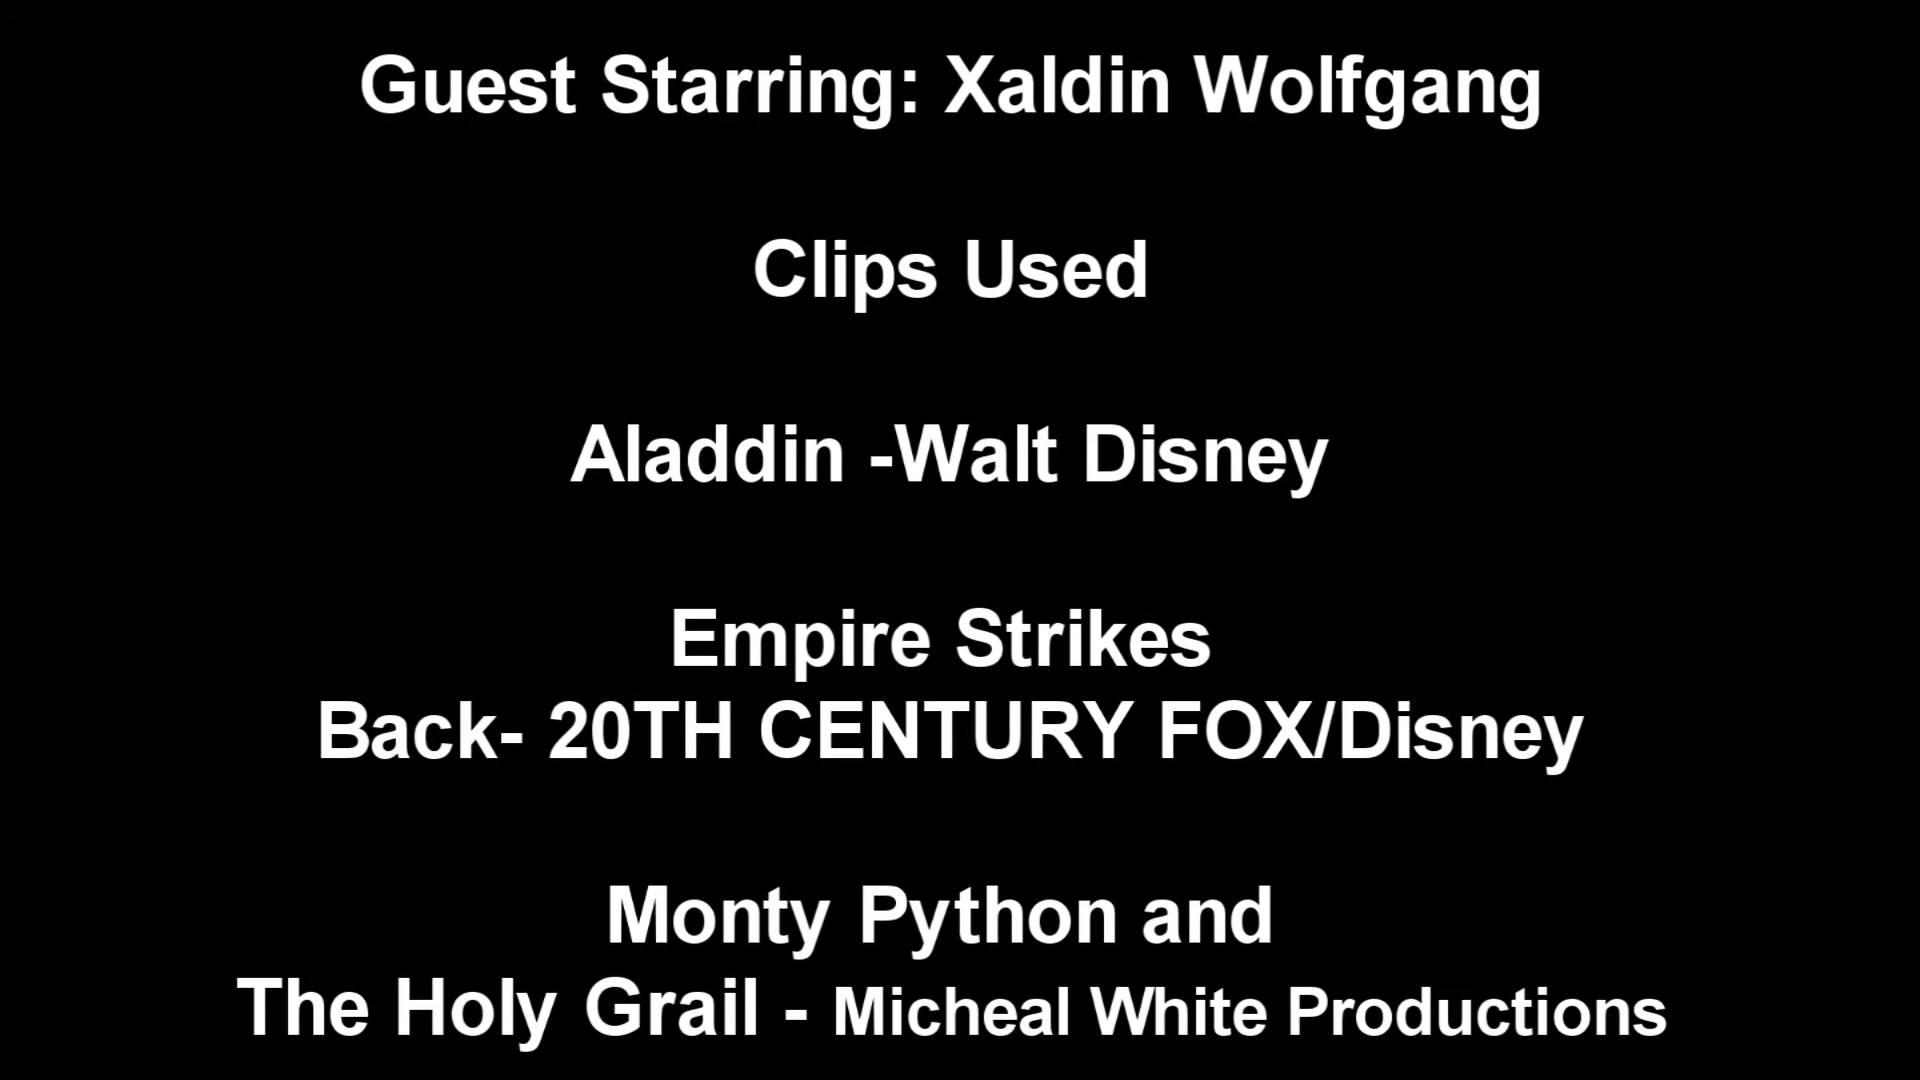 Guest Starring: Xaldin Wolfgang
Clips Used
Aladdin -Walt Disney
Empire Strikes
Back- 20TH CENTURY FOX/Disney
Monty Python and
The Holy Grail - Micheal White Productions